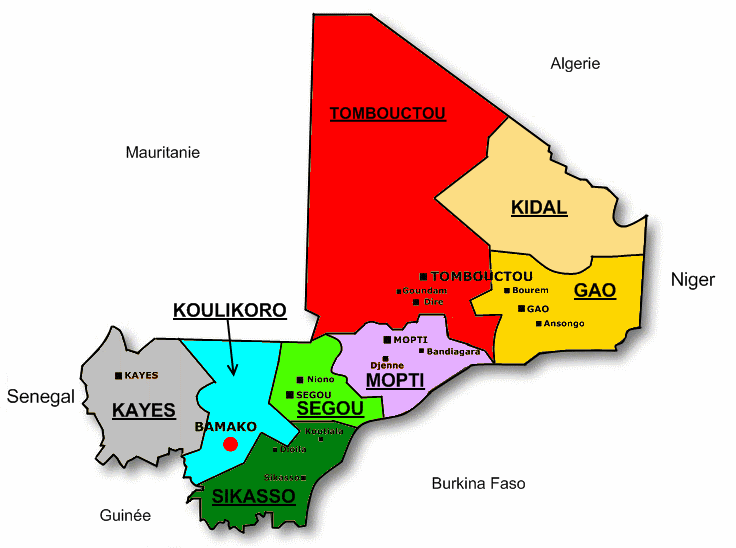 Algerie
TOMBOUCTOU
Mauritanie
KIDAL
TOMBOUCTOU
Niger
Goundam
Bourem
GAO
Dire
KOULIKORO
GAO
Ansongo
MOPTI
Bandiagara
Djenne
KAYES
Niono
MOPTI
Senegal
SEGOU
KAYES
SEGOU
BAMAKO
Koutiala
Dioila
Sikasso
Burkina Faso
SIKASSO
Guinée